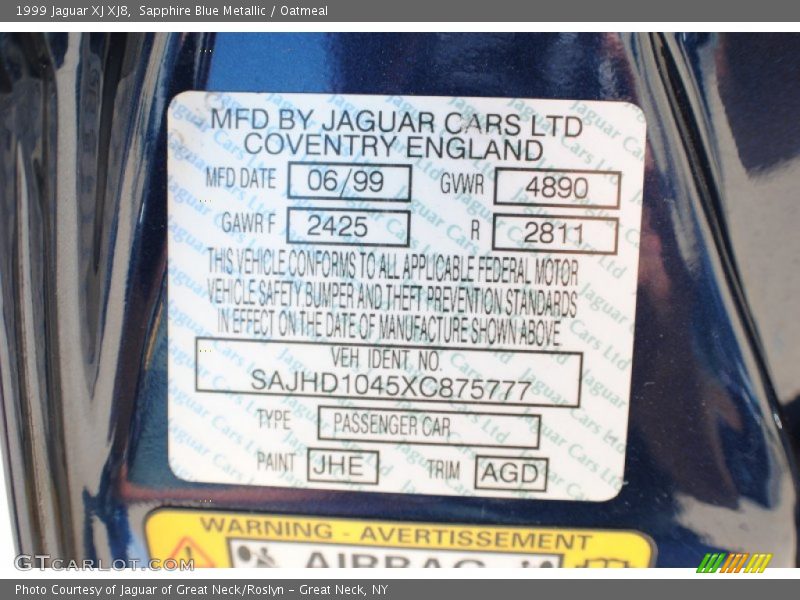 1999 Jaguar XJ XJ8, Sapphire Blue Metallic / Oatmeal
MFD BY JAGUAR CARS LTD
COVENTRY ENGLAND
MFD DATE 06/99 GVWR 4890
GAWR F 2425 R 2811
THIS VEHICLE CONFORMS TO ALL APPLICABLE FEDERAL MOTOR
VEHICLE SAFETY BUMPER AND THEFT PREVENTION STANDARDS
IN EFFECT ON THE DATE OF MANUFACTURE SHOWN ABOVE
VEH IDENT. NO.
SAJHD1045XC875777
TYPE PASSENGER CAR
PAINT JHE TRIM AGD
WARNING - AVERTISSEMENT
AIRBAG
GTCARLOT.COM
Photo Courtesy of Jaguar of Great Neck/Roslyn – Great Neck, NY